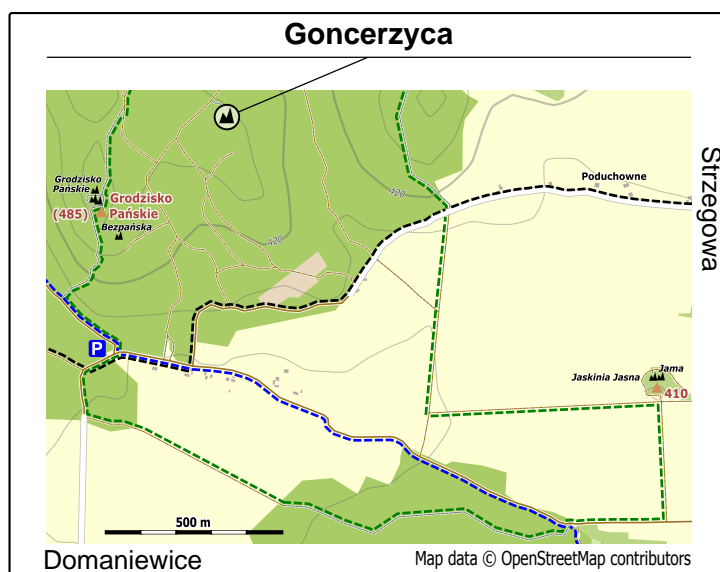 Goncerzyca
Strzegowa
Poduchowne
420
Grodzisko
Pańskie
Grodzisko
(485) Pańskie
Bezpańska
420
P
Jama
Jaskinia Jasna
410
500 m
Domaniewice
Map data © OpenStreetMap contributors